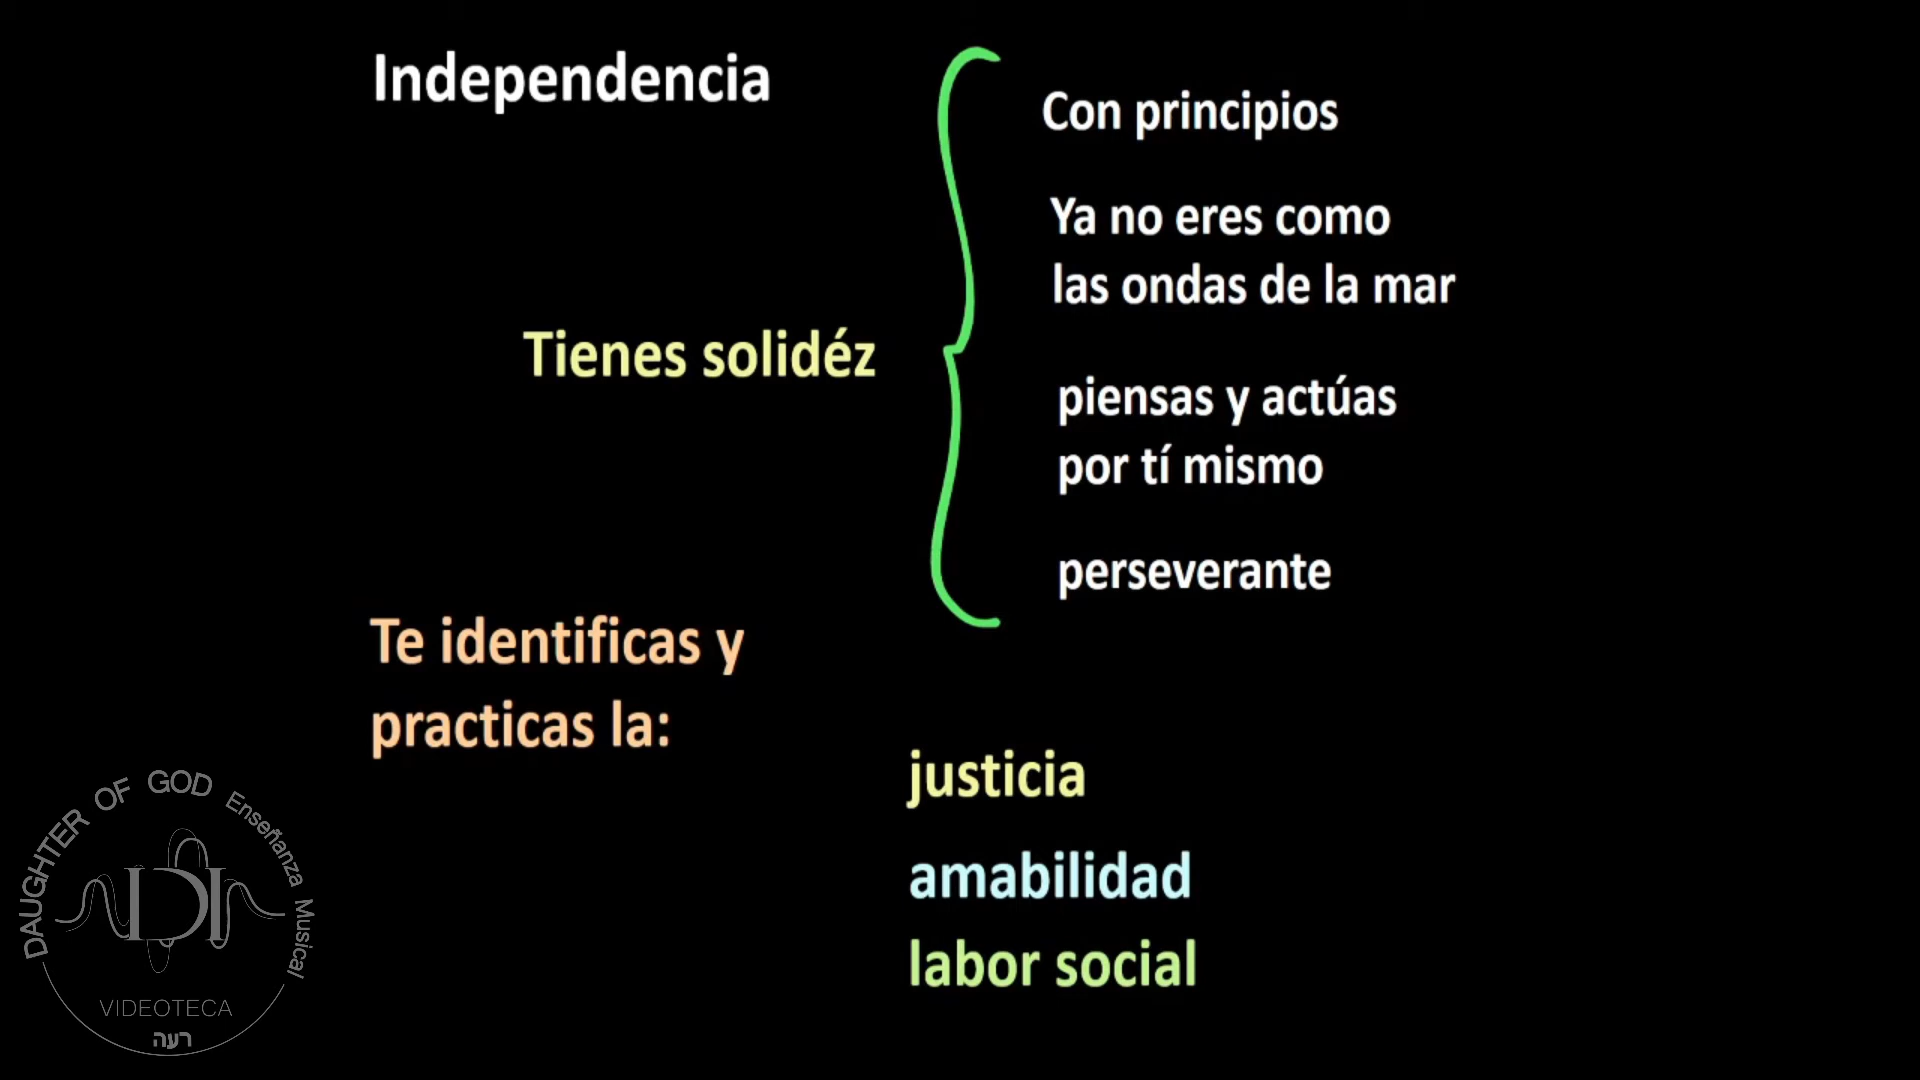 Independencia
Con principios
Ya no eres como
las ondas de la mar
Tienes solidéz
piensas y actúas
por tí mismo
perseverante
Te identificas y
practicas la:
justicia
amabilidad
labor social
DAUGHTER OF GOD Enseñanza Musical
DI
VIDEOTECA
רעה